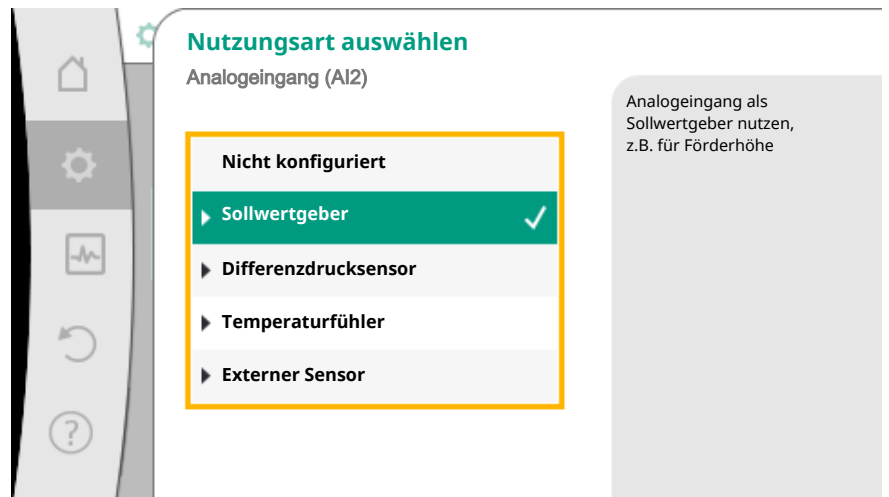 Nutzungsart auswählen
Analogeingang (AI2)
Nicht konfiguriert
Sollwertgeber
Differenzdrucksensor
Temperaturfühler
Externer Sensor
Analogeingang als
Sollwertgeber nutzen,
z.B. für Förderhöhe
?